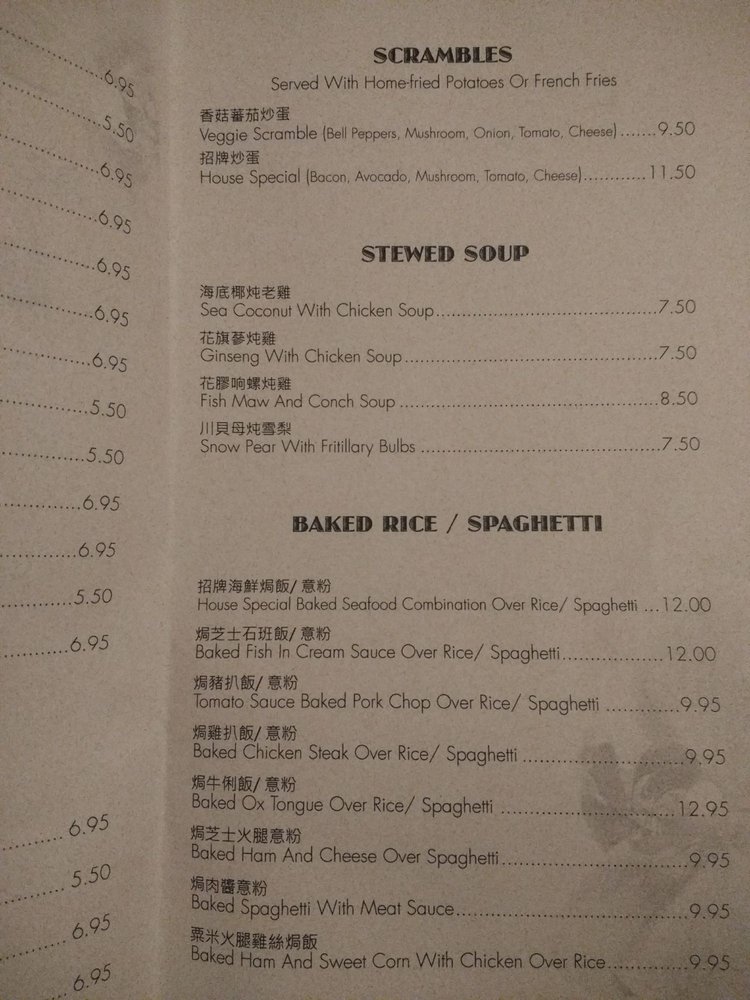 6.95
5.50
6.95
6.95
6.95
6.95
6.95
5.50
5.50
6.95
6.95
5.50
6.95
6.95
5.50
6.95
6.95
SCRAMBLES
Served With Home-fried Potatoes Or French Fries
香菇蕃茄炒蛋
Veggie Scramble (Bell Peppers, Mushroom, Onion, Tomato, Cheese).......9.50
招牌炒蛋
House Special (Bacon, Avocado, Mushroom, Tomato, Cheese)............11.50
STEWED SOUP
海底椰炖老雞
Sea Coconut With Chicken Soup.......................................7.50
花旗蔘炖雞
Ginseng With Chicken Soup............................................7.50
花膠响螺炖雞
Fish Maw And Conch Soup.............................................8.50
川貝母炖雪梨
Snow Pear With Fritillary Bulbs..........................................7.50
BAKED RICE / SPAGHETTI
招牌海鮮焗飯/ 意粉
House Special Baked Seafood Combination Over Rice/ Spaghetti ...12.00
焗芝士石班飯/ 意粉
Baked Fish In Cream Sauce Over Rice/ Spaghetti..................12.00
焗豬扒飯/ 意粉
Tomato Sauce Baked Pork Chop Over Rice/ Spaghetti .............9.95
焗雞扒飯/ 意粉
Baked Chicken Steak Over Rice/ Spaghetti ...........................9.95
焗牛脷飯/ 意粉
Baked Ox Tongue Over Rice/ Spaghetti .............................12.95
焗芝士火腿意粉
Baked Ham And Cheese Over Spaghetti................................9.95
焗肉醬意粉
Baked Spaghetti With Meat Sauce........................................9.95
粟米火腿雞絲焗飯
Baked Ham And Sweet Corn With Chicken Over Rice..............9.95